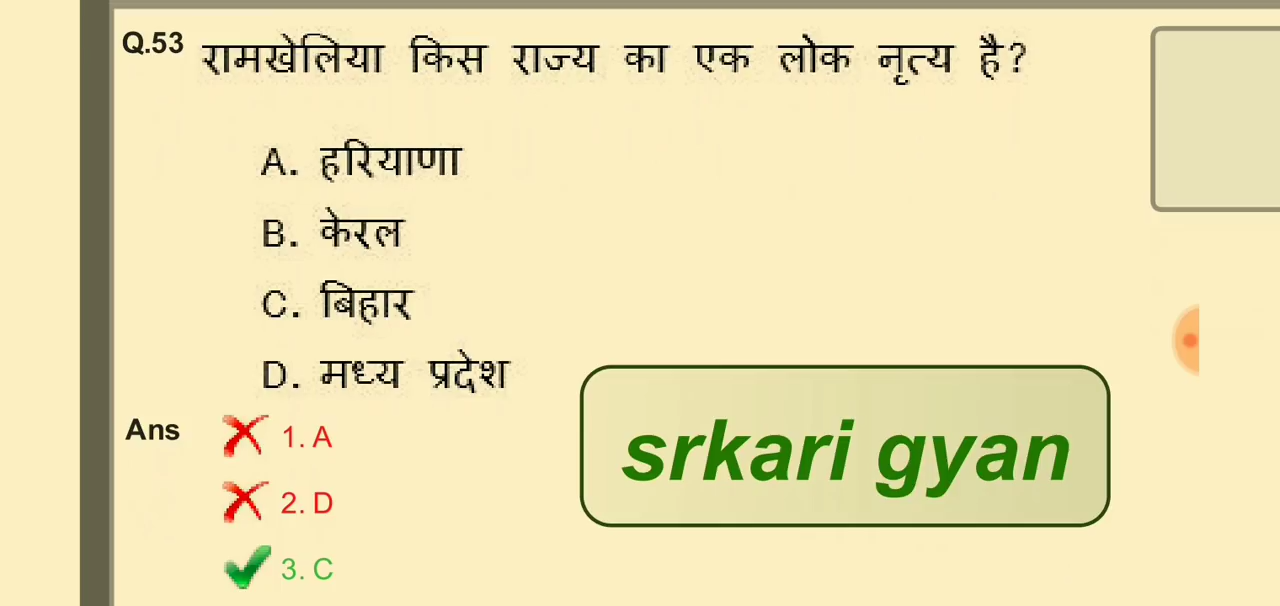 Q.53 रामखेलिया किस राज्य का एक लोक नृत्य है?
A. हरियाणा
B. केरल
C. बिहार
D. मध्य प्रदेश
Ans 1. A
2. D
3. C
srkari gyan